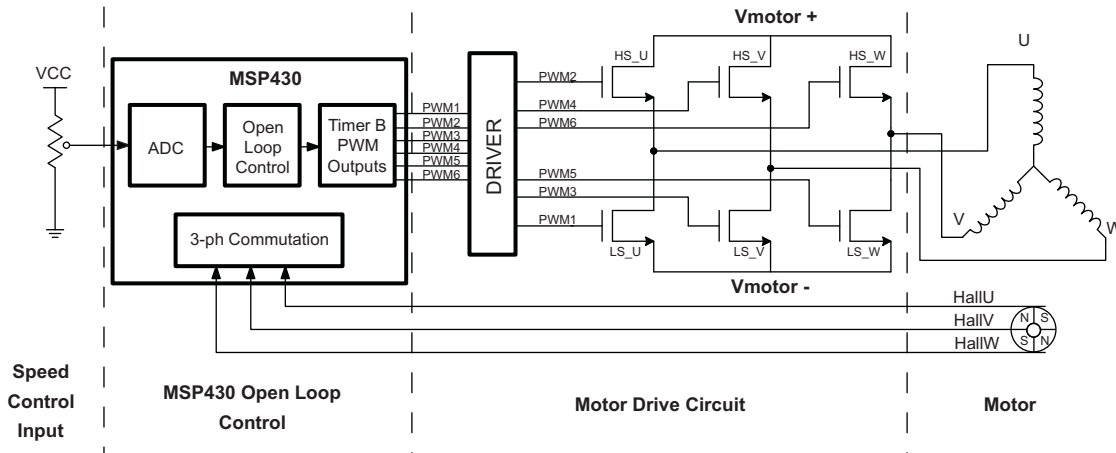 Vmotor +
U
HS_U
HS_V
HS_W
VCC
MSP430
PWM2
PWM4
PWM6
PWM1
PWM2
PWM3
PWM4
PWM5
PWM6
ADC
Open
Loop
Control
Timer B
PWM
Outputs
DRIVER
PWM5
PWM3
PWM1
V
W
3-ph Commutation
LS_U
LS_V
LS_W
Vmotor -
HallU
HallV
HallW
N S
S N
Speed
Control
Input
MSP430 Open Loop
Control
Motor Drive Circuit
Motor